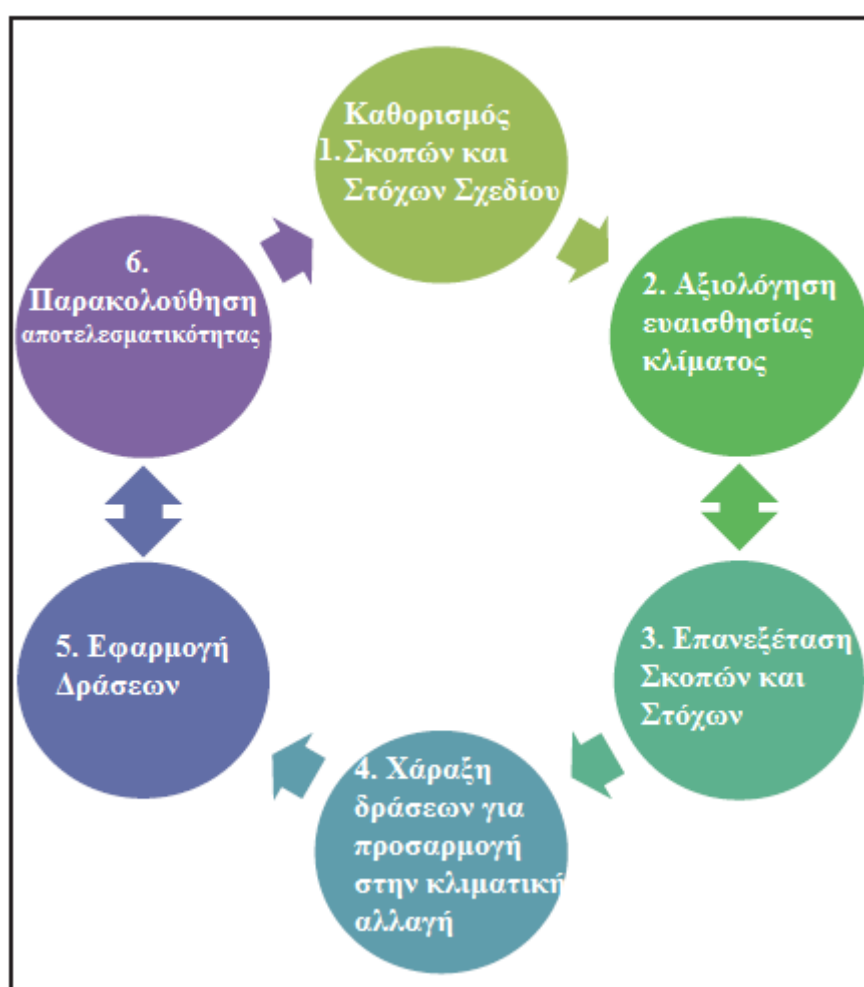 Καθορισμός
1. Σκοπών και
Στόχων Σχεδίου
2. Αξιολόγηση
ευαισθησίας
κλίματος
3. Επανεξέταση
Σκοπών και
Στόχων
4. Χάραξη
δράσεων για
προσαρμογή
στην κλιματική
αλλαγή
5. Εφαρμογή
Δράσεων
6.
Παρακολούθηση
αποτελεσματικότητας